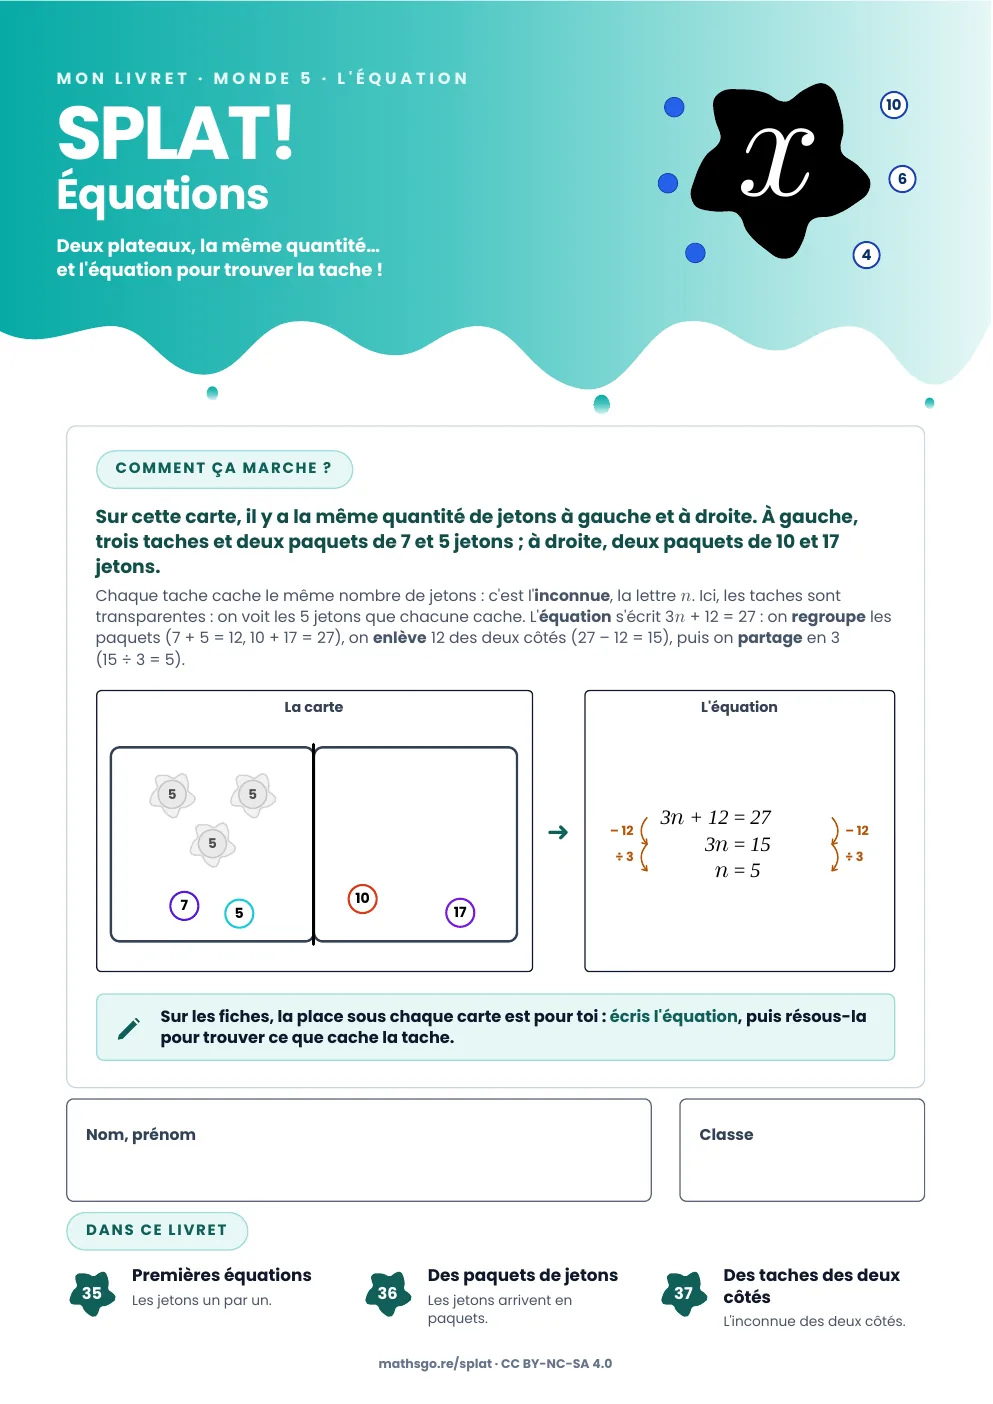 MON LIVRET · MONDE 5 · L'ÉQUATION
SPLAT!
Équations
Deux plateaux, la même quantité...
et l'équation pour trouver la tache !
x
10
6
4
COMMENT ÇA MARCHE ?
Sur cette carte, il y a la même quantité de jetons à gauche et à droite. À gauche,
trois taches et deux paquets de 7 et 5 jetons ; à droite, deux paquets de 10 et 17
jetons.
Chaque tache cache le même nombre de jetons : c'est l'inconnue, la lettre n. Ici, les taches sont
transparentes : on voit les 5 jetons que chacune cache. L'équation s'écrit 3n + 12 = 27 : on regroupe les
paquets (7 + 5 = 12, 10 + 17 = 27), on enlève 12 des deux côtés (27 – 12 = 15), puis on partage en 3
(15 ÷ 3 = 5).
La carte
5
5
5
7
5
10
17
➜
L'équation
3n + 12 = 27
– 12
– 12
3n = 15
÷ 3
÷ 3
n = 5
Sur les fiches, la place sous chaque carte est pour toi : écris l'équation, puis résous-la
pour trouver ce que cache la tache.
Nom, prénom
Classe
DANS CE LIVRET
35
Premières équations
Les jetons un par un.
36
Des paquets de jetons
Les jetons arrivent en
paquets.
37
Des taches des deux
côtés
L'inconnue des deux côtés.
mathsgo.re/splat · CC BY-NC-SA 4.0